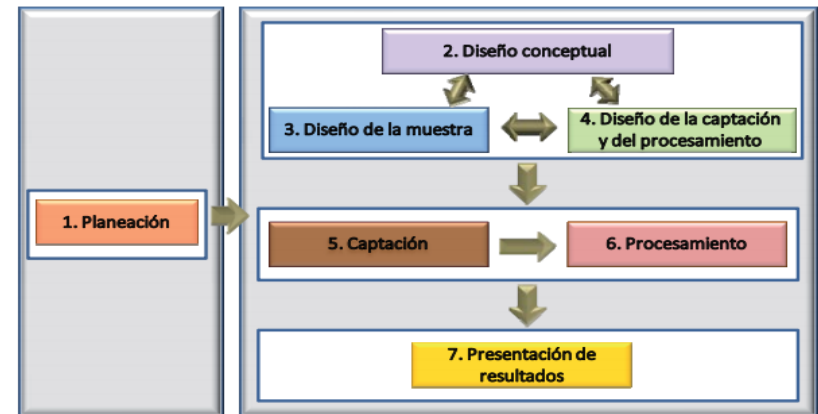 1. Planeación
2. Diseño conceptual
3. Diseño de la muestra
4. Diseño de la captación
y del procesamiento
5. Captación
6. Procesamiento
7. Presentación de
resultados